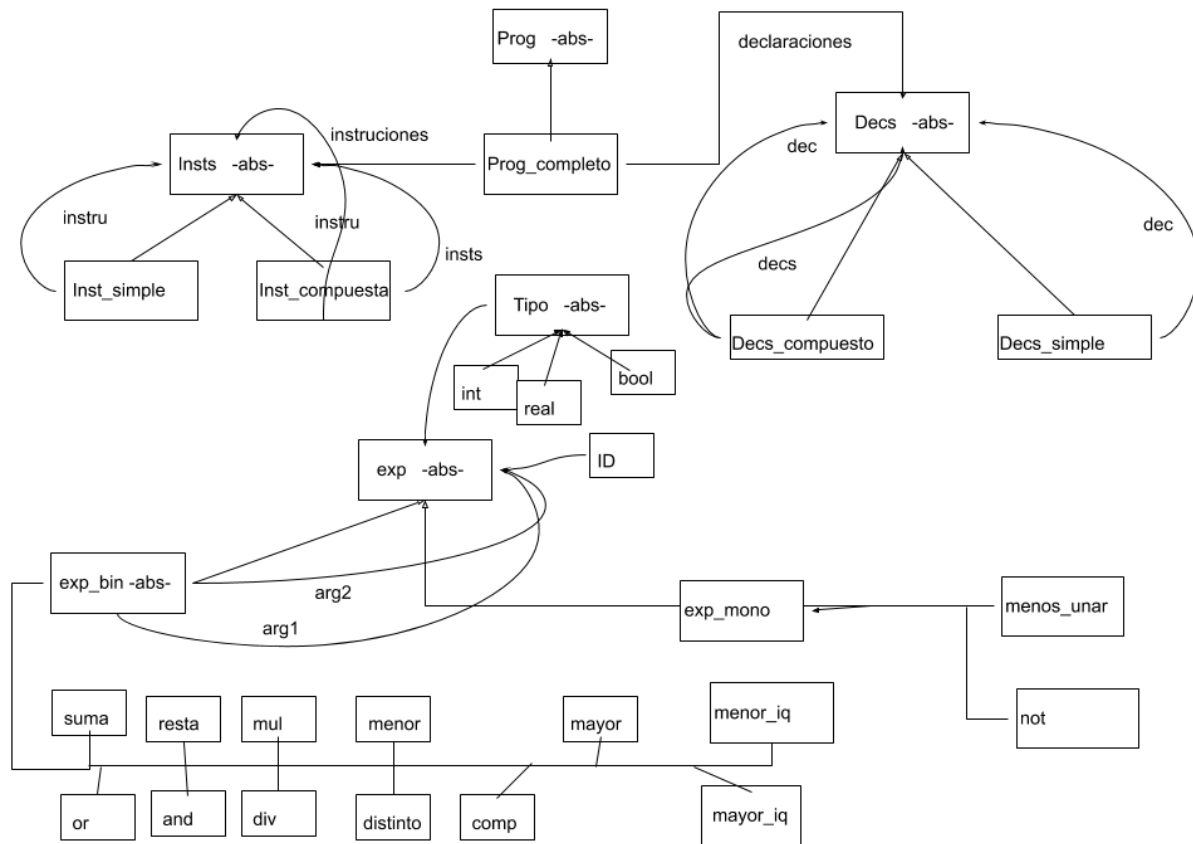 Prog -abs-
declaraciones
Decs -abs-
instruciones
Insts -abs-
Prog_completo
dec
instru
instru
dec
insts
decs
Inst_simple
Inst_compuesta
Tipo -abs-
Decs_compuesto
Decs_simple
int
real
bool
exp -abs-
ID
exp_bin -abs-
arg2
arg1
exp_mono
menos_unar
suma
resta
mul
menor
mayor
menor_iq
not
or
and
div
distinto
comp
mayor_iq